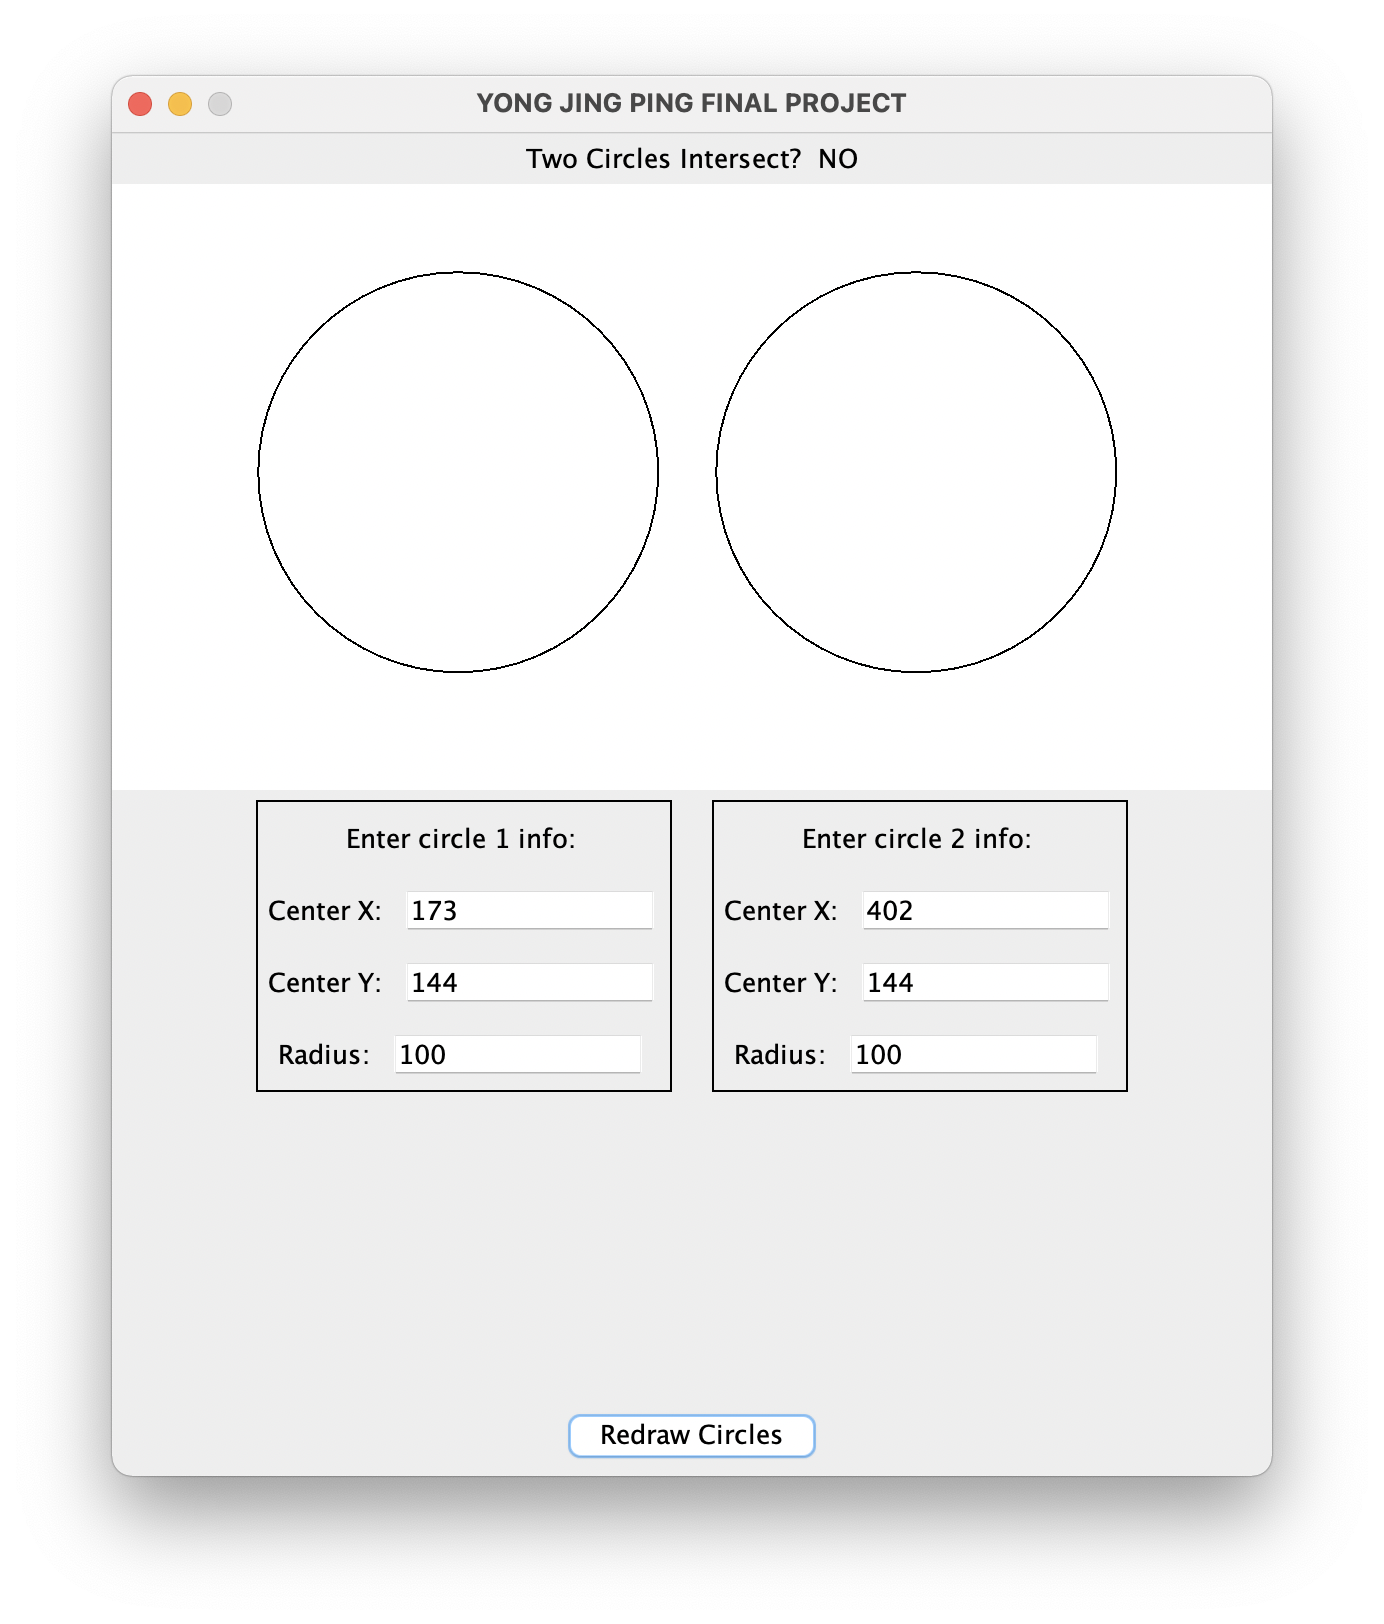 YONG JING PING FINAL PROJECT
Two Circles Intersect?  NO
Enter circle 1 info:
Center X: 173
Center Y: 144
Radius: 100
Enter circle 2 info:
Center X: 402
Center Y: 144
Radius: 100
Redraw Circles